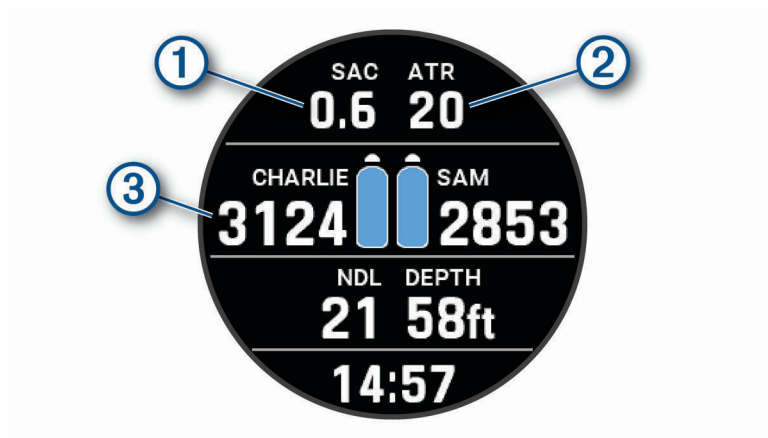 1
2
SAC ATR
0.6 20
3
CHARLIE SAM
3124 2853
NDL DEPTH
21 58ft
14:57